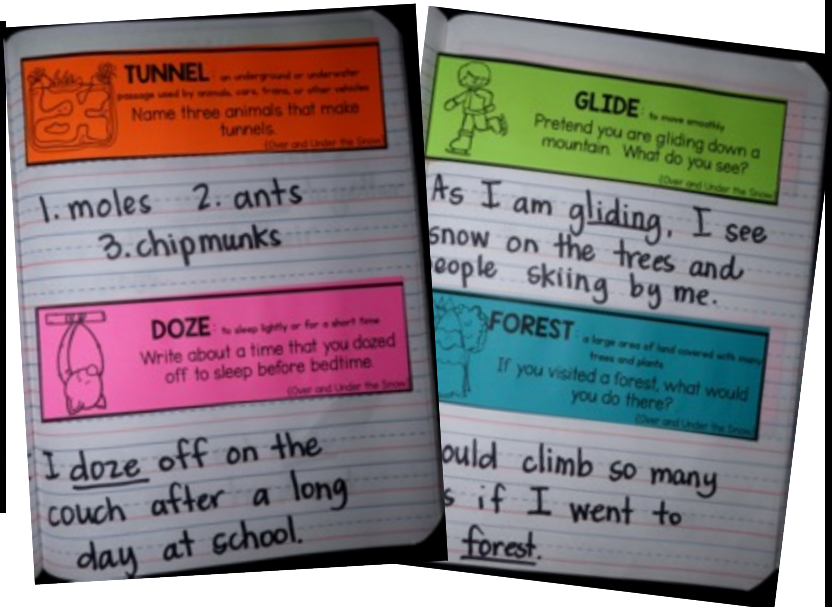 TUNNEL: an underground or underwater
passage used by animals, cars, trains, or other vehicles
Name three animals that make
tunnels.
(Over and Under the Snow
1. moles 2. ants
3. chipmunks
DOZE: to sleep lightly or for a short time
Write about a time that you dozed
off to sleep before bedtime.
(Over and Under the Snow
I doze off on the
couch after a long
day at school.
GLIDE: to move smoothly
Pretend you are gliding down a
mountain. What do you see?
(Over and Under the Snow
As I am gliding, I see
snow on the trees and
eople skiing by me.
FOREST: a large area of land covered with many
trees and plants
If you visited a forest, what would
you do there?
(Over and Under the Snow
ould climb so many
s if I went to
forest.